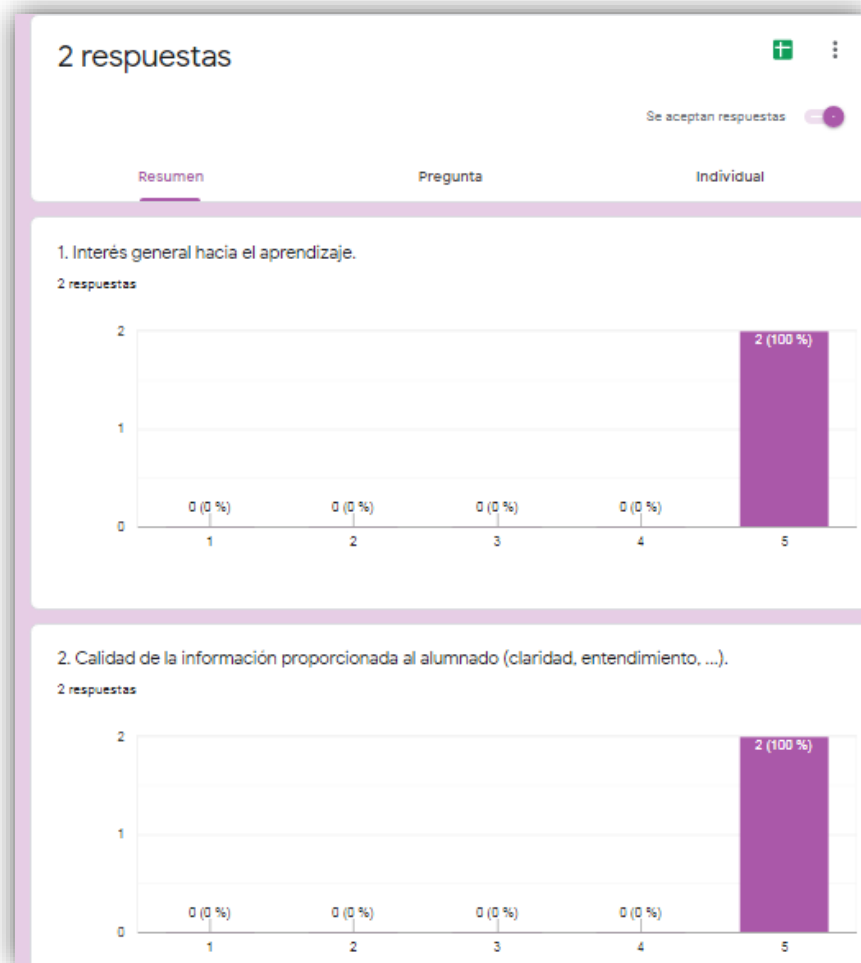 2 respuestas
Se aceptan respuestas
Resumen Pregunta Individual
1. Interés general hacia el aprendizaje.
2 respuestas
2
2 (100 %)
1
0 (0 %) 0 (0 %) 0 (0 %) 0 (0 %)
0
1 2 3 4 5
2. Calidad de la información proporcionada al alumnado (claridad, entendimiento, ...).
2 respuestas
2
2 (100 %)
1
0 (0 %) 0 (0 %) 0 (0 %) 0 (0 %)
0
1 2 3 4 5